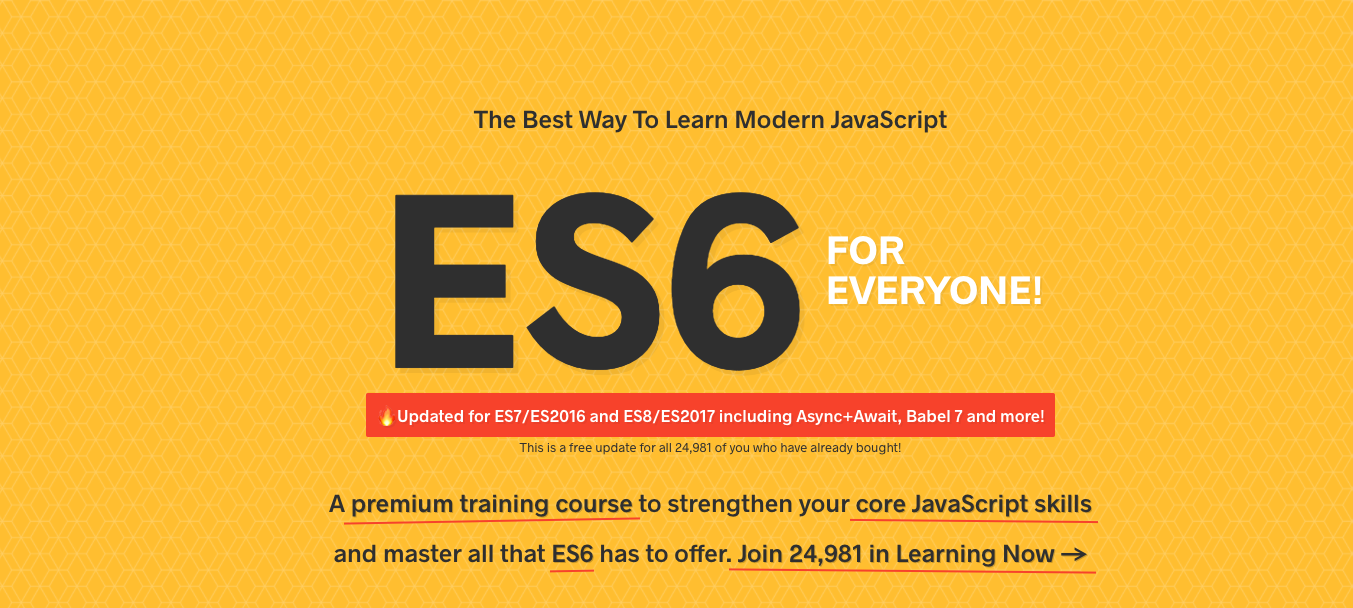 The Best Way To Learn Modern JavaScript
ES6
FOR
EVERYONE!
🔥Updated for ES7/ES2016 and ES8/ES2017 including Async+Await, Babel 7 and more!
This is a free update for all 24,981 of you who have already bought!
A premium training course to strengthen your core JavaScript skills
and master all that ES6 has to offer. Join 24,981 in Learning Now →